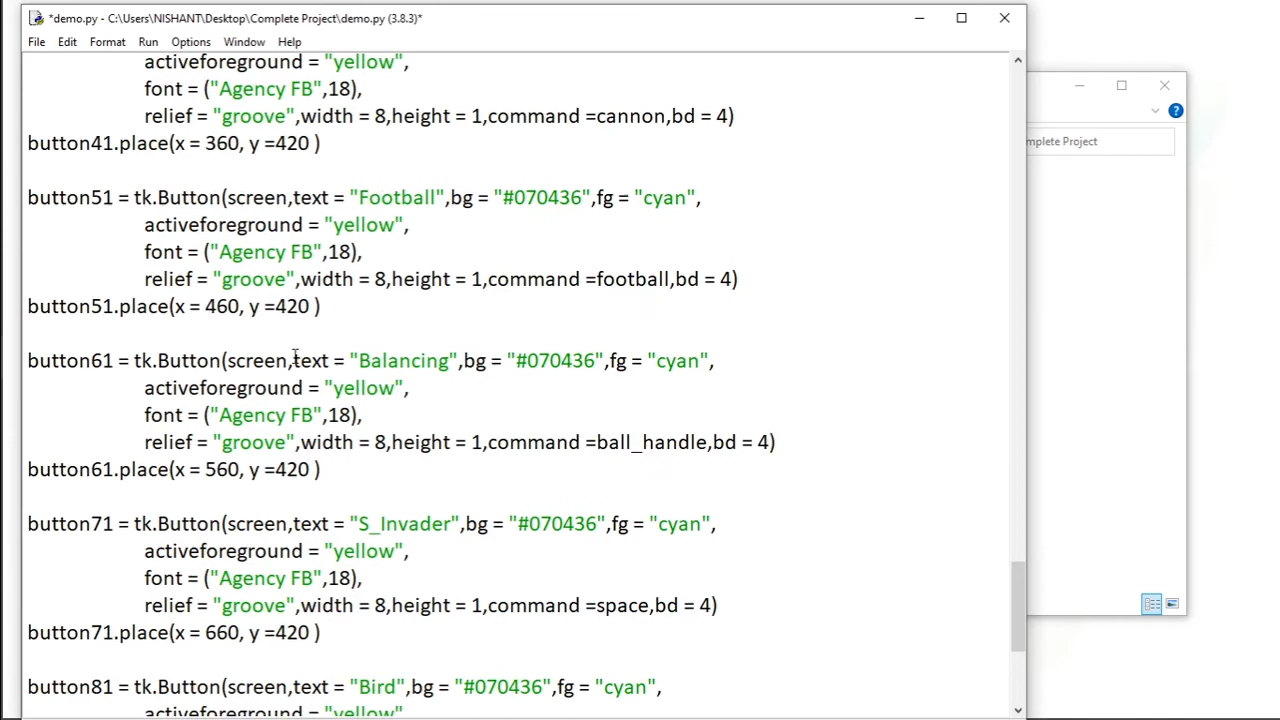 *demo.py - C:\Users\NISHANT\Desktop\Complete Project\demo.py (3.8.3)*
File Edit Format Run Options Window Help
activeforeground = "yellow",
font = ("Agency FB",18),
relief = "groove",width = 8,height = 1,command =cannon,bd = 4)
button41.place(x = 360, y =420 )
button51 = tk.Button(screen,text = "Football",bg = "#070436",fg = "cyan",
activeforeground = "yellow",
font = ("Agency FB",18),
relief = "groove",width = 8,height = 1,command =football,bd = 4)
button51.place(x = 460, y =420 )
button61 = tk.Button(screen,text = "Balancing",bg = "#070436",fg = "cyan",
activeforeground = "yellow",
font = ("Agency FB",18),
relief = "groove",width = 8,height = 1,command =ball_handle,bd = 4)
button61.place(x = 560, y =420 )
button71 = tk.Button(screen,text = "S_Invader",bg = "#070436",fg = "cyan",
activeforeground = "yellow",
font = ("Agency FB",18),
relief = "groove",width = 8,height = 1,command =space,bd = 4)
button71.place(x = 660, y =420 )
button81 = tk.Button(screen,text = "Bird",bg = "#070436",fg = "cyan",
activeforeground = "yellow",
Project